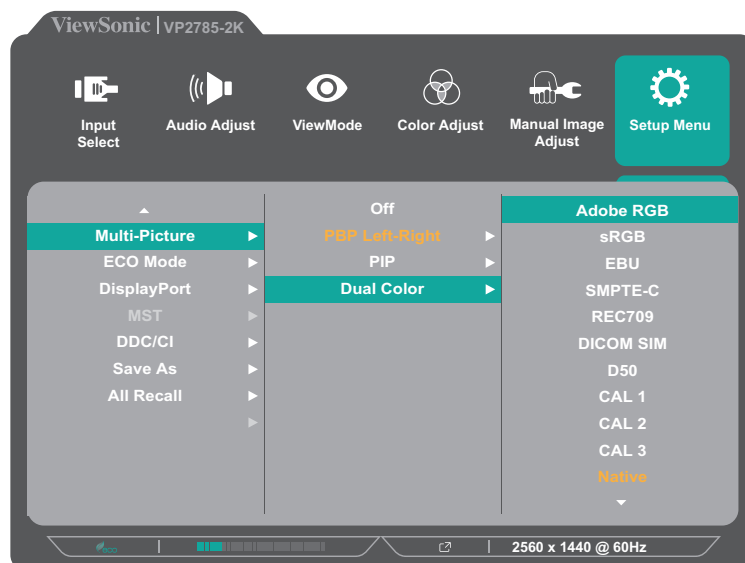 ViewSonic | VP2785-2K
Input Select
Audio Adjust
ViewMode
Color Adjust
Manual Image Adjust
Setup Menu
Multi-Picture
ECO Mode
DisplayPort
MST
DDC/CI
Save As
All Recall
Off
PBP Left-Right
PIP
Dual Color
Adobe RGB
sRGB
EBU
SMPTE-C
REC709
DICOM SIM
D50
CAL 1
CAL 2
CAL 3
Native
eco
2560 x 1440 @ 60Hz